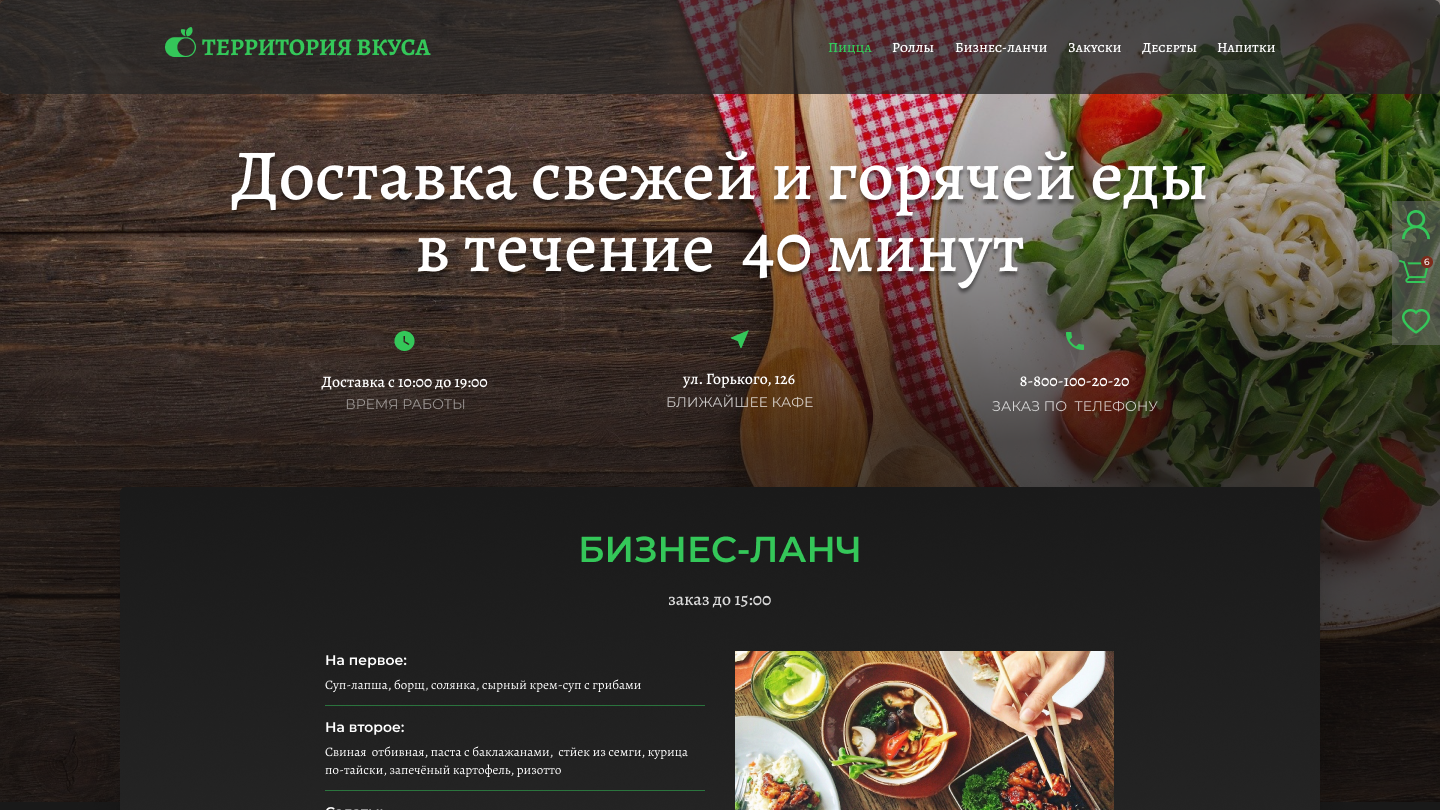 ТЕРРИТОРИЯ ВКУСА
Пицца Роллы Бизнес-ланчи Закуски Десерты Напитки
Доставка свежей и горячей еды
в течение 40 минут
6
Доставка с 10:00 до 19:00
ВРЕМЯ РАБОТЫ
ул. Горького, 126
БЛИЖАЙШЕЕ КАФЕ
8-800-100-20-20
ЗАКАЗ ПО ТЕЛЕФОНУ
БИЗНЕС-ЛАНЧ
заказ до 15:00
На первое:
Суп-лапша, борщ, солянка, сырный крем-суп с грибами
На второе:
Свиная отбивная, паста с баклажанами, стйек из семги, курица
по-тайски, запечёный картофель, ризотто